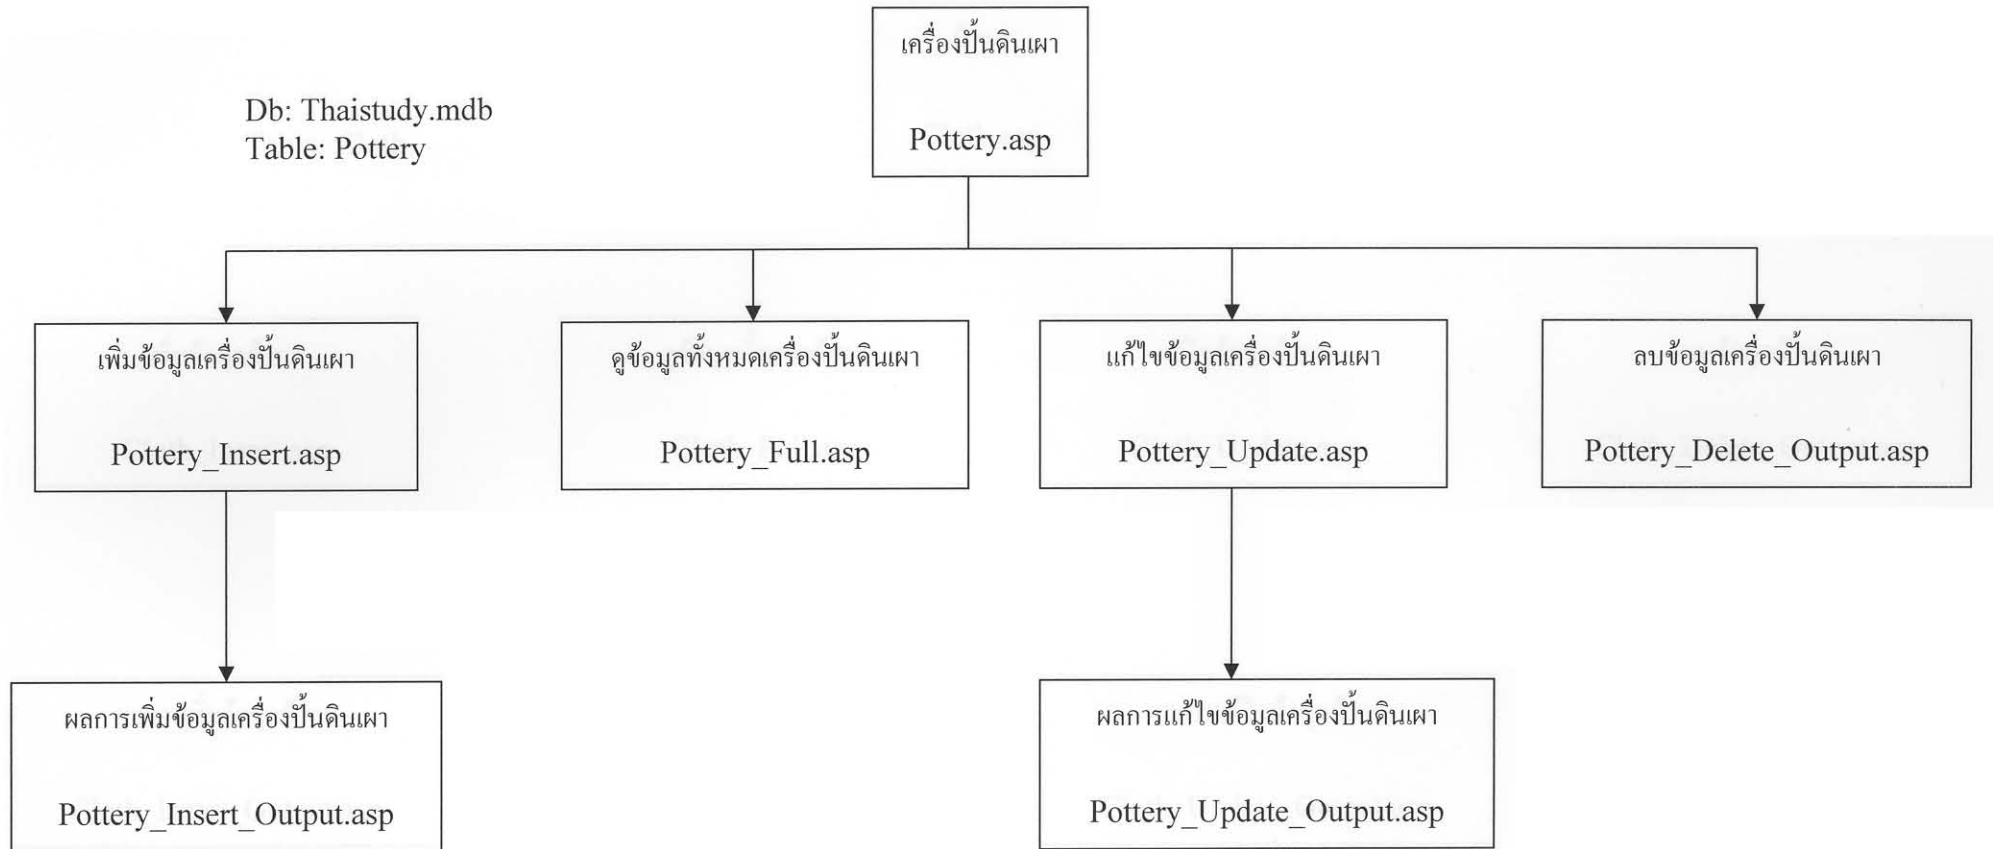 เครื่องปั้นดินเผา
Pottery.asp
Db: Thaistudy.mdb
Table: Pottery
เพิ่มข้อมูลเครื่องปั้นดินเผา
Pottery_Insert.asp
ดูข้อมูลทั้งหมดเครื่องปั้นดินเผา
Pottery_Full.asp
แก้ไขข้อมูลเครื่องปั้นดินเผา
Pottery_Update.asp
ลบข้อมูลเครื่องปั้นดินเผา
Pottery_Delete_Output.asp
ผลการเพิ่มข้อมูลเครื่องปั้นดินเผา
Pottery_Insert_Output.asp
ผลการแก้ไขข้อมูลเครื่องปั้นดินเผา
Pottery_Update_Output.asp